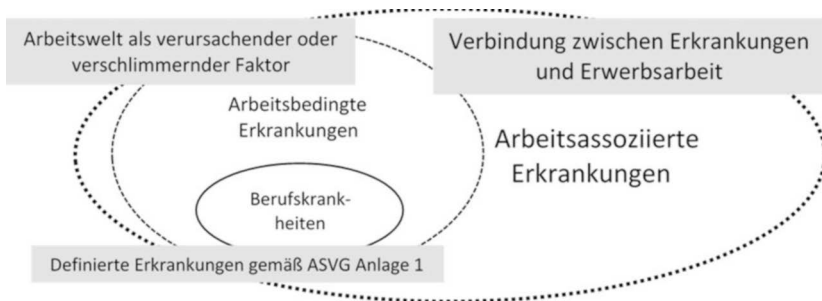 Arbeitswelt als verursachender oder
verschlimmernder Faktor
Verbindung zwischen Erkrankungen
und Erwerbsarbeit
Arbeitsbedingte
Erkrankungen
Arbeitsassoziierte
Erkrankungen
Berufskrank-
heiten
Definierte Erkrankungen gemäß ASVG Anlage 1